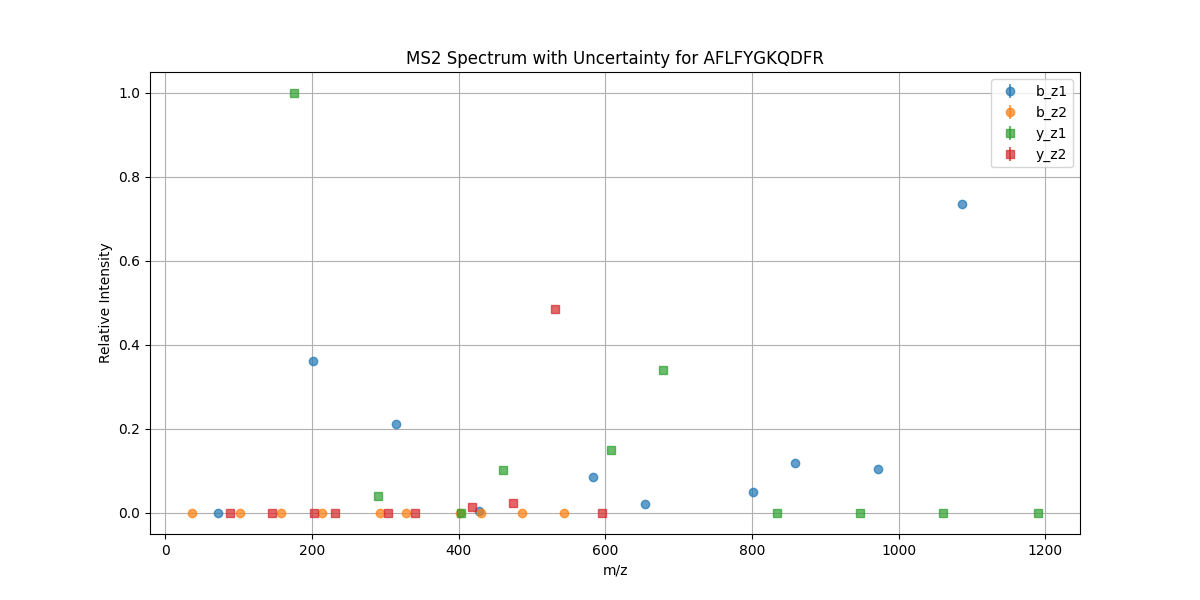 MS2 Spectrum with Uncertainty for AFLFYGKQDFR
b_z1
b_z2
y_z1
y_z2
1.0
0.8
0.6
0.4
0.2
0.0
Relative Intensity
0 200 400 600 800 1000 1200
m/z